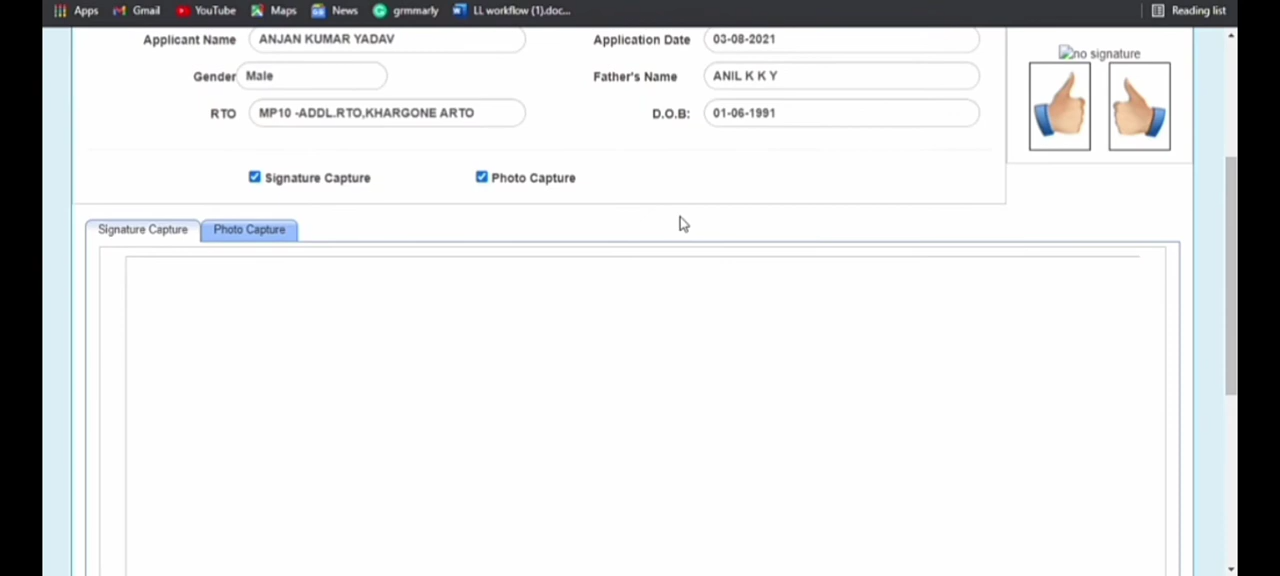 Apps Gmail YouTube Maps News grmmarly LL workflow (1).doc... Reading list
Applicant Name ANJAN KUMAR YADAV Application Date 03-08-2021
no signature
Gender Male Father's Name ANIL K K Y
RTO MP10 -ADDL.RTO,KHARGONE ARTO D.O.B: 01-06-1991
Signature Capture Photo Capture
Signature Capture Photo Capture